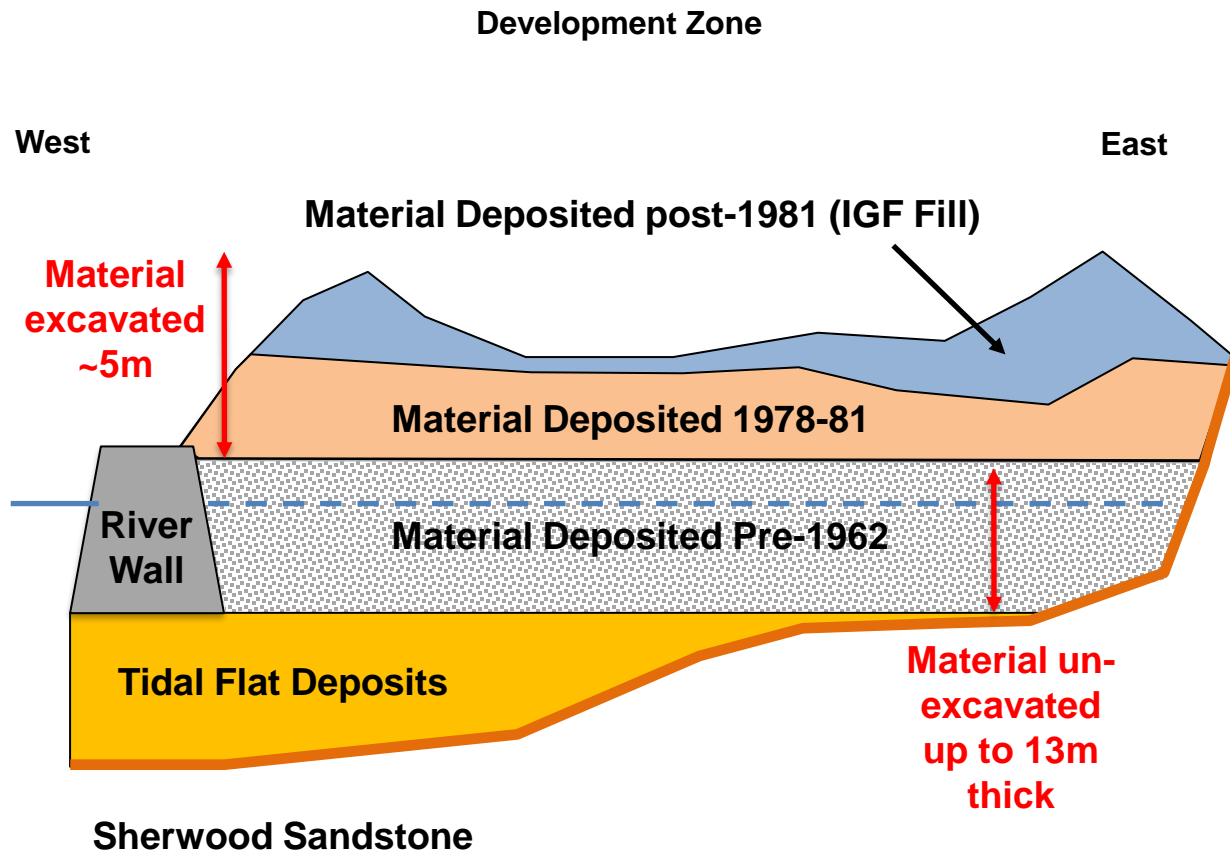 Development Zone
West
East
Material Deposited post-1981 (IGF Fill)
Material
excavated
~5m
Material Deposited 1978-81
River
Wall
Material Deposited Pre-1962
Tidal Flat Deposits
Material un-
excavated
up to 13m
thick
Sherwood Sandstone